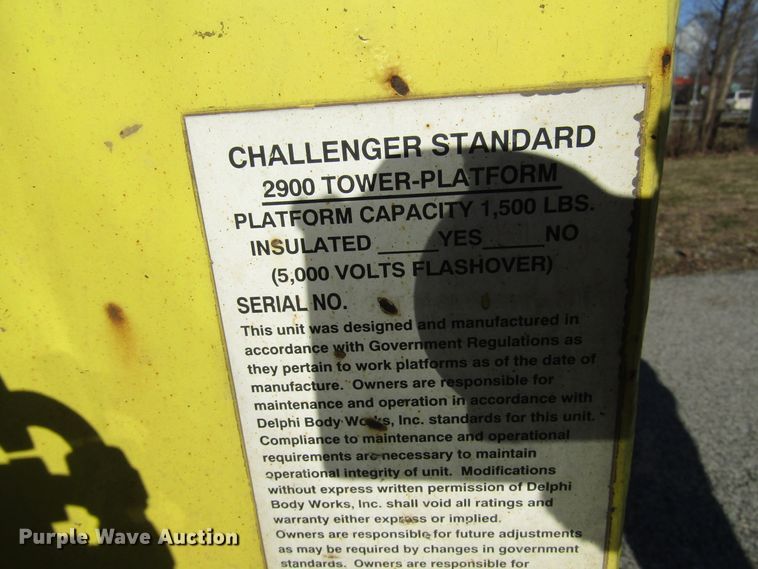 CHALLENGER STANDARD
2900 TOWER-PLATFORM
PLATFORM CAPACITY 1,500 LBS.
INSULATED _____YES_____NO
(5,000 VOLTS FLASHOVER)
SERIAL NO.
This unit was designed and manufactured in
accordance with Government Regulations as
they pertain to work platforms as of the date of
manufacture. Owners are responsible for
maintenance and operation in accordance with
Delphi Body Works, Inc. standards for this unit.
Compliance to maintenance and operational
requirements are necessary to maintain
operational integrity of unit. Modifications
without express written permission of Delphi
Body Works, Inc. shall void all ratings and
warranty either express or implied.
Owners are responsible for future adjustments
as may be required by changes in government
standards. Owners are responsible for
Purple Wave Auction